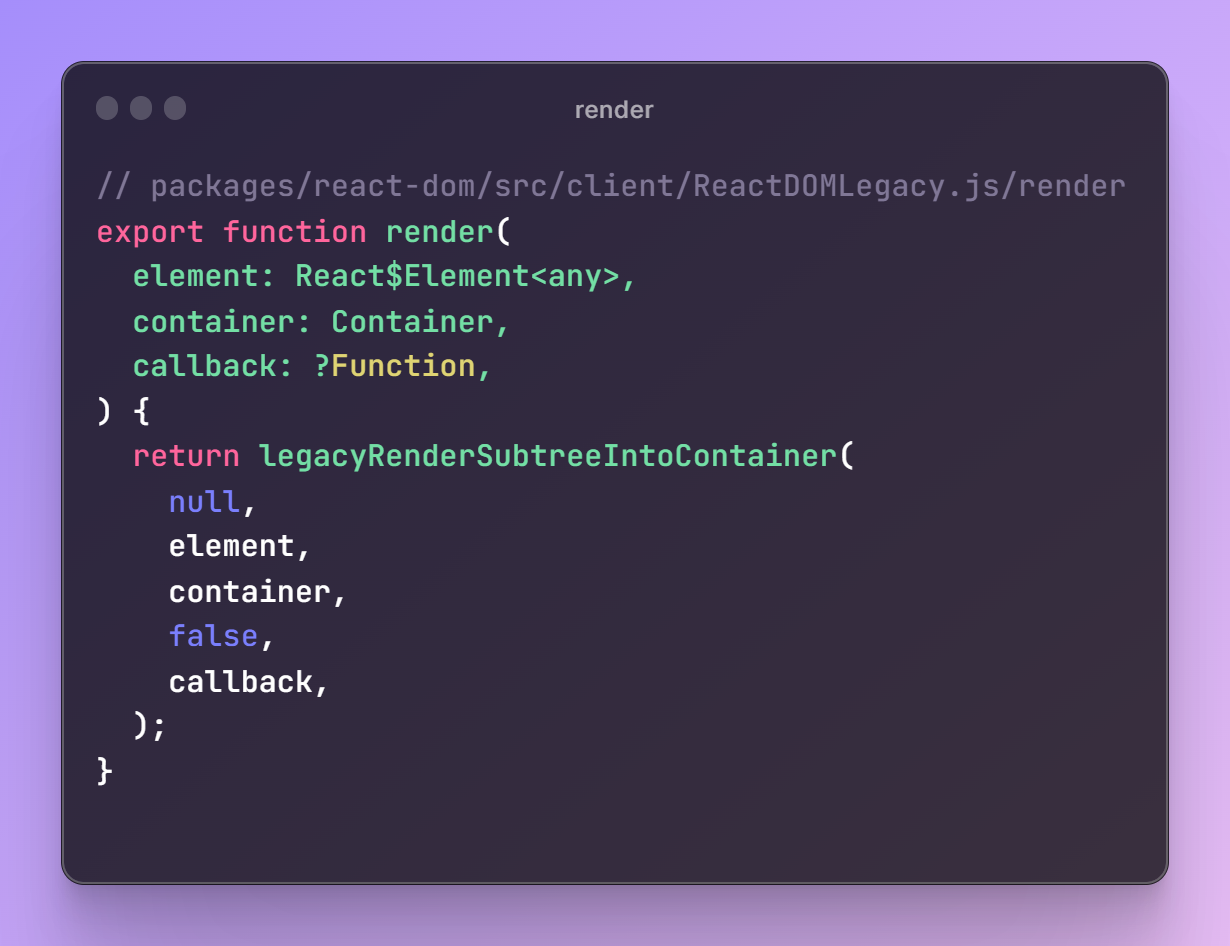 render
// packages/react-dom/src/client/ReactDOMLegacy.js/render
export function render(
  element: React$Element<any>,
  container: Container,
  callback: ?Function,
) {
  return legacyRenderSubtreeIntoContainer(
    null,
    element,
    container,
    false,
    callback,
  );
}